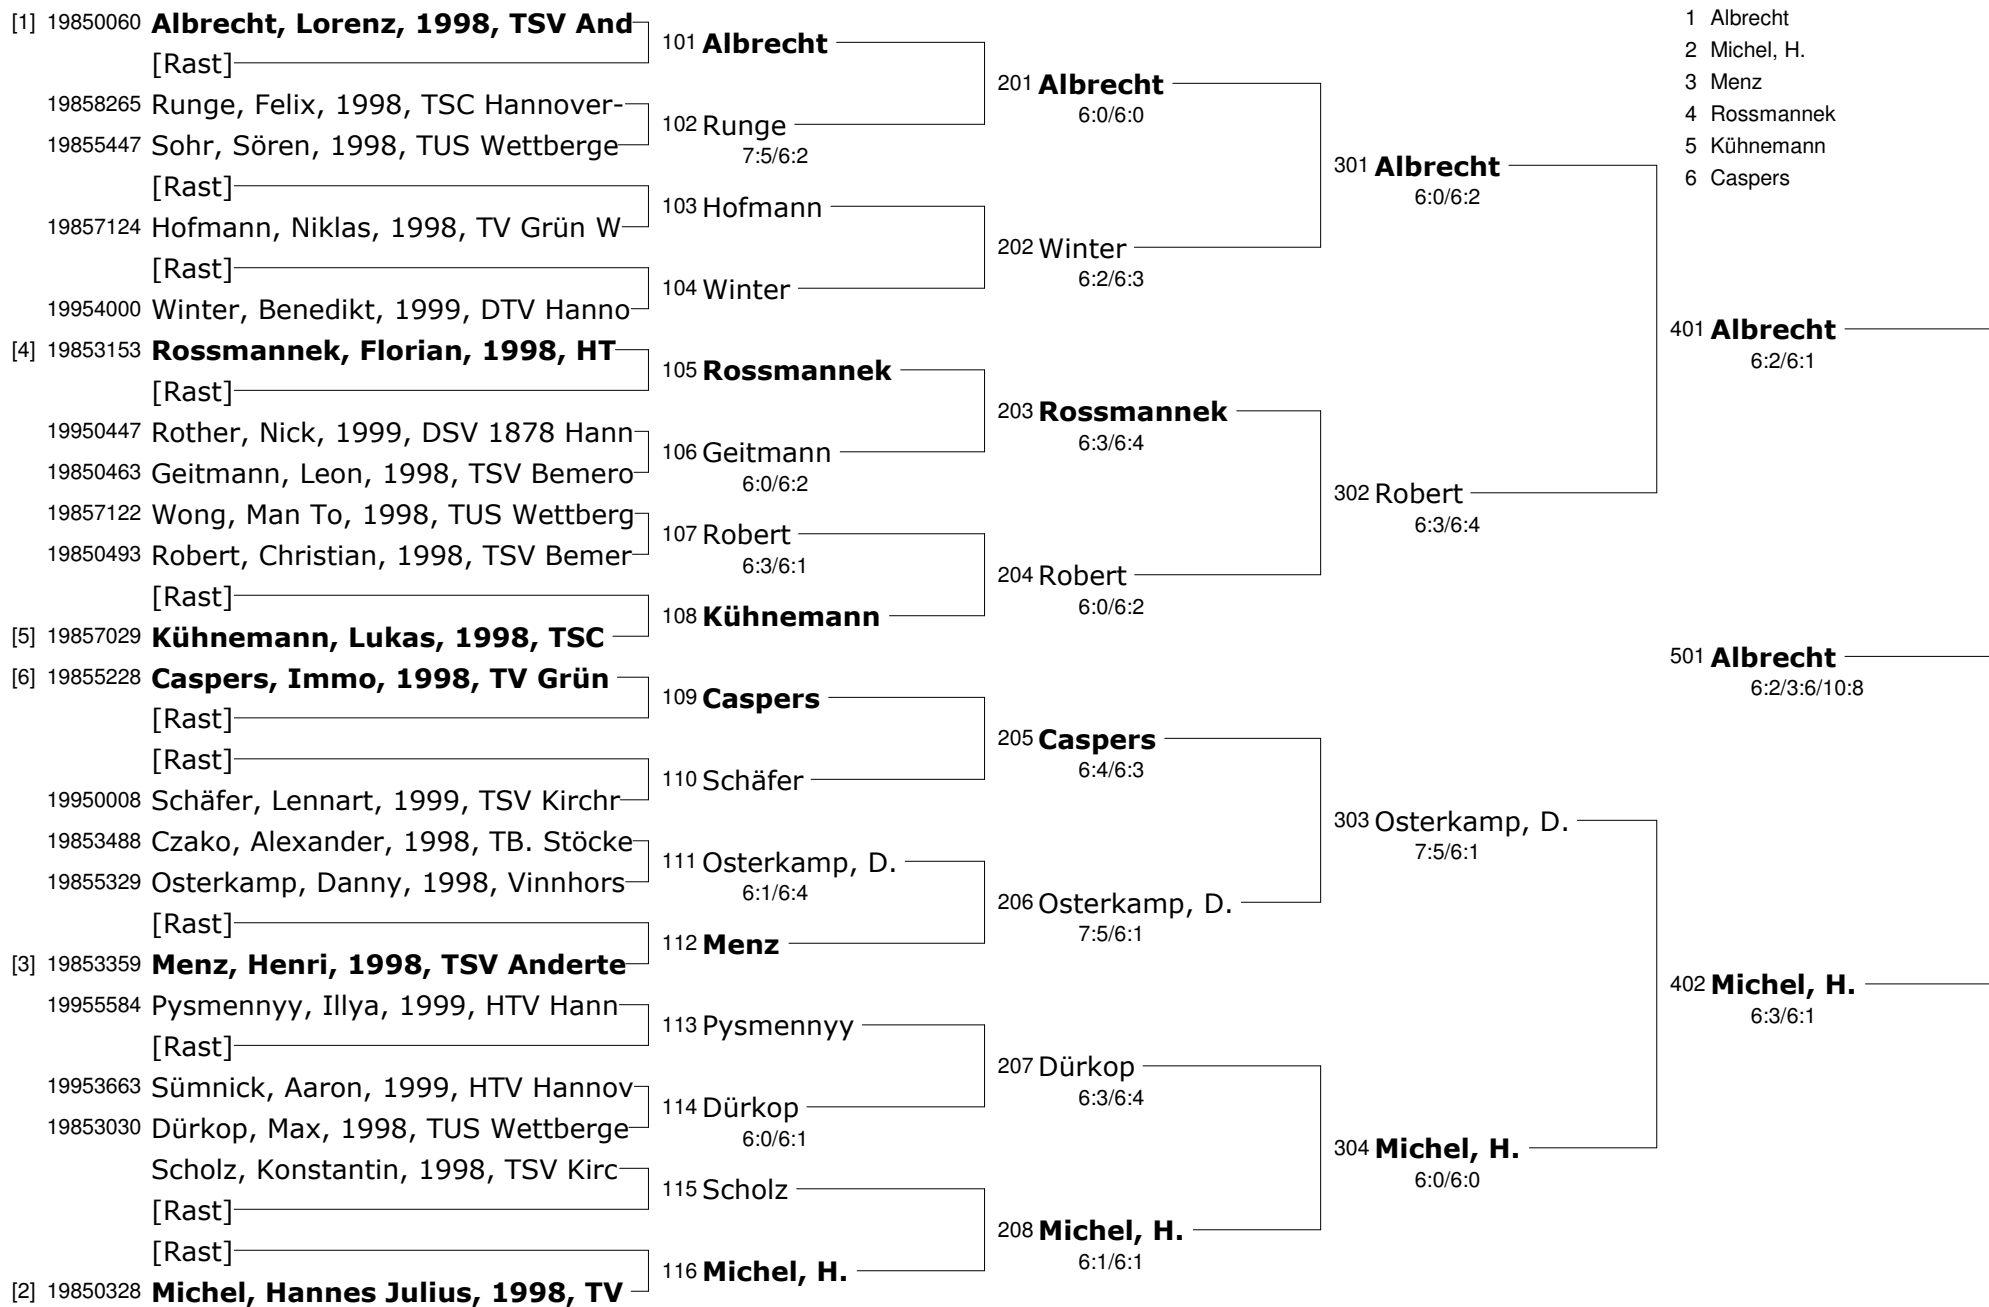 [1] 19850060 Albrecht, Lorenz, 1998, TSV And
[Rast]
19858265 Runge, Felix, 1998, TSC Hannover-
19855447 Sohr, Sören, 1998, TUS Wettberge
[Rast]
19857124 Hofmann, Niklas, 1998, TV Grün W
[Rast]
19954000 Winter, Benedikt, 1999, DTV Hanno
[4] 19853153 Rossmannek, Florian, 1998, HT
[Rast]
19950447 Rother, Nick, 1999, DSV 1878 Hann
19850463 Geitmann, Leon, 1998, TSV Bemero
19857122 Wong, Man To, 1998, TUS Wettberg
19850493 Robert, Christian, 1998, TSV Bemer
[Rast]
[5] 19857029 Kühnemann, Lukas, 1998, TSC
[6] 19855228 Caspers, Immo, 1998, TV Grün
[Rast]
[Rast]
19950008 Schäfer, Lennart, 1999, TSV Kirchr
19853488 Czako, Alexander, 1998, TB. Stöcke
19855329 Osterkamp, Danny, 1998, Vinnhors
[Rast]
[3] 19853359 Menz, Henri, 1998, TSV Anderte
19955584 Pysmennyy, Illya, 1999, HTV Hann
[Rast]
19953663 Sümnick, Aaron, 1999, HTV Hannov
19853030 Dürkop, Max, 1998, TUS Wettberge
Scholz, Konstantin, 1998, TSV Kirc
[Rast]
[Rast]
[2] 19850328 Michel, Hannes Julius, 1998, TV
101 Albrecht
102 Runge
7:5/6:2
103 Hofmann
104 Winter
105 Rossmannek
106 Geitmann
6:0/6:2
107 Robert
6:3/6:1
108 Kühnemann
109 Caspers
110 Schäfer
111 Osterkamp, D.
6:1/6:4
112 Menz
113 Pysmennyy
114 Dürkop
6:0/6:1
115 Scholz
116 Michel, H.
201 Albrecht
6:0/6:0
202 Winter
6:2/6:3
203 Rossmannek
6:3/6:4
204 Robert
6:0/6:2
205 Caspers
6:4/6:3
206 Osterkamp, D.
7:5/6:1
207 Dürkop
6:3/6:4
208 Michel, H.
6:1/6:1
301 Albrecht
6:0/6:2
302 Robert
6:3/6:4
303 Osterkamp, D.
7:5/6:1
304 Michel, H.
6:0/6:0
1 Albrecht
2 Michel, H.
3 Menz
4 Rossmannek
5 Kühnemann
6 Caspers
401 Albrecht
6:2/6:1
501 Albrecht
6:2/3:6/10:8
402 Michel, H.
6:3/6:1